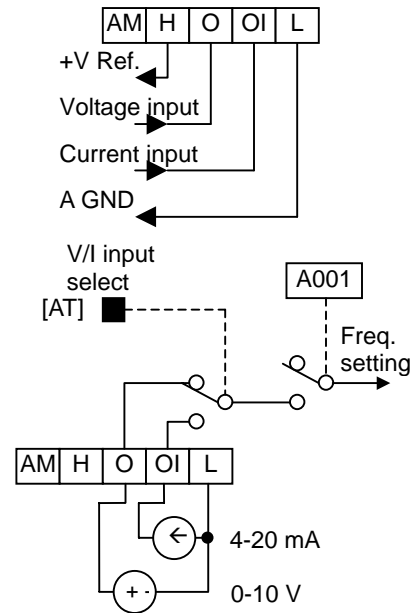 AM H O OI L
+V Ref.
Voltage input
Current input
A GND
V/I input
select
[AT]
A001
Freq.
setting
AM H O OI L
4-20 mA
+ -
0-10 V